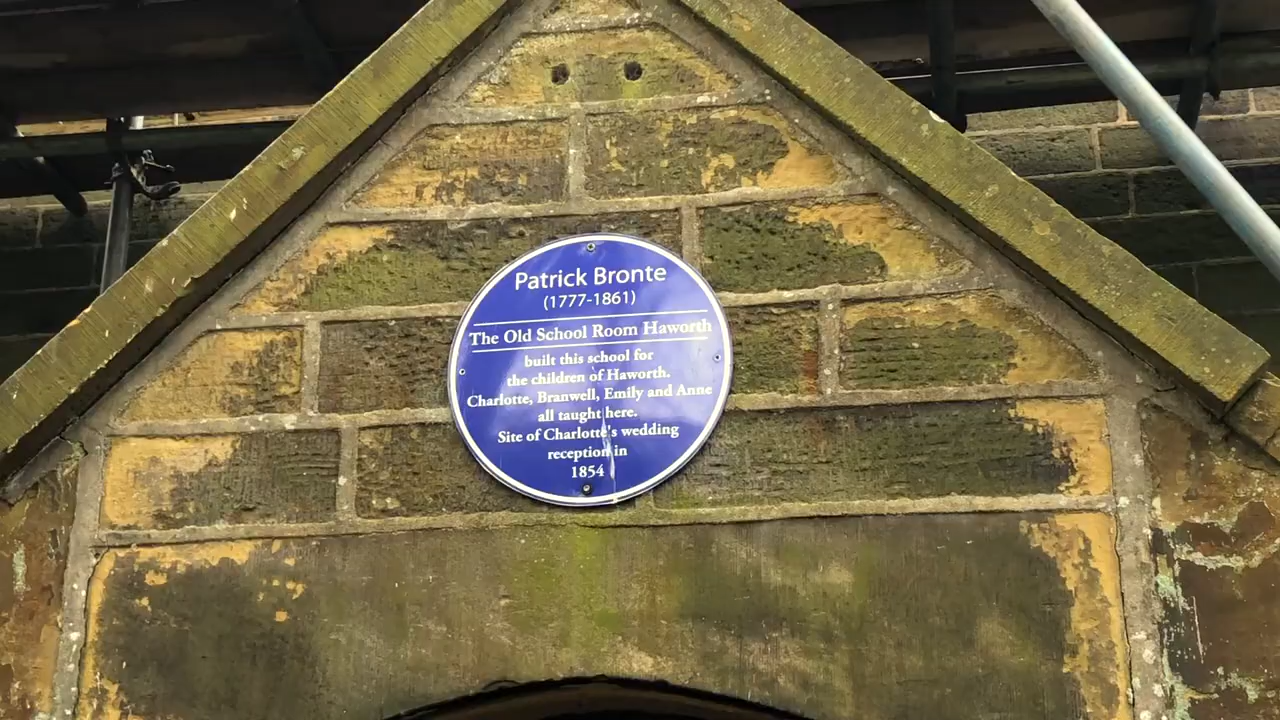 Patrick Bronte
(1777-1861)
The Old School Room Haworth
built this school for
the children of Haworth.
Charlotte, Branwell, Emily and Anne
all taught here.
Site of Charlotte's wedding
reception in
1854